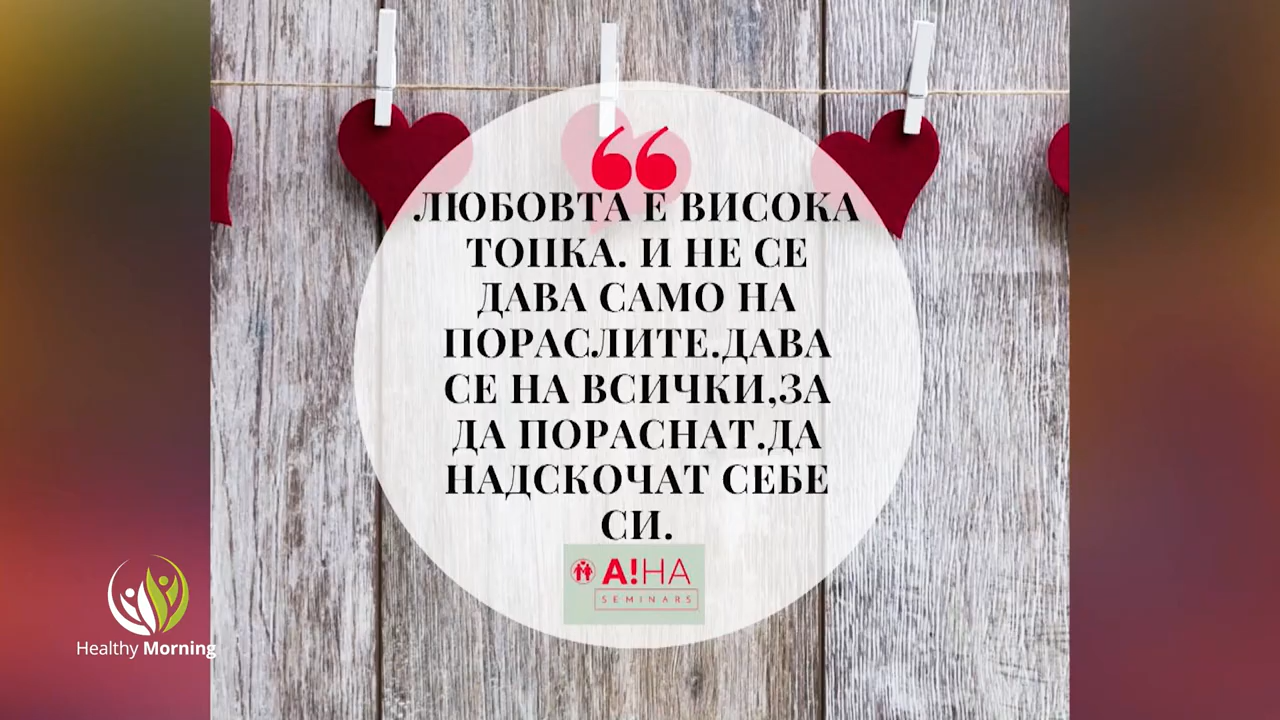 ЛЮБОВТА Е ВИСОКА
ТОПКА. И НЕ СЕ
ДАВА САМО НА
ПОРАСЛИТЕ.ДАВА
СЕ НА ВСИЧКИ,ЗА
ДА ПОРАСНАТ.ДА
НАДСКОЧАТ СЕБЕ
СИ.
A!HA
SEMINARS
Healthy Morning